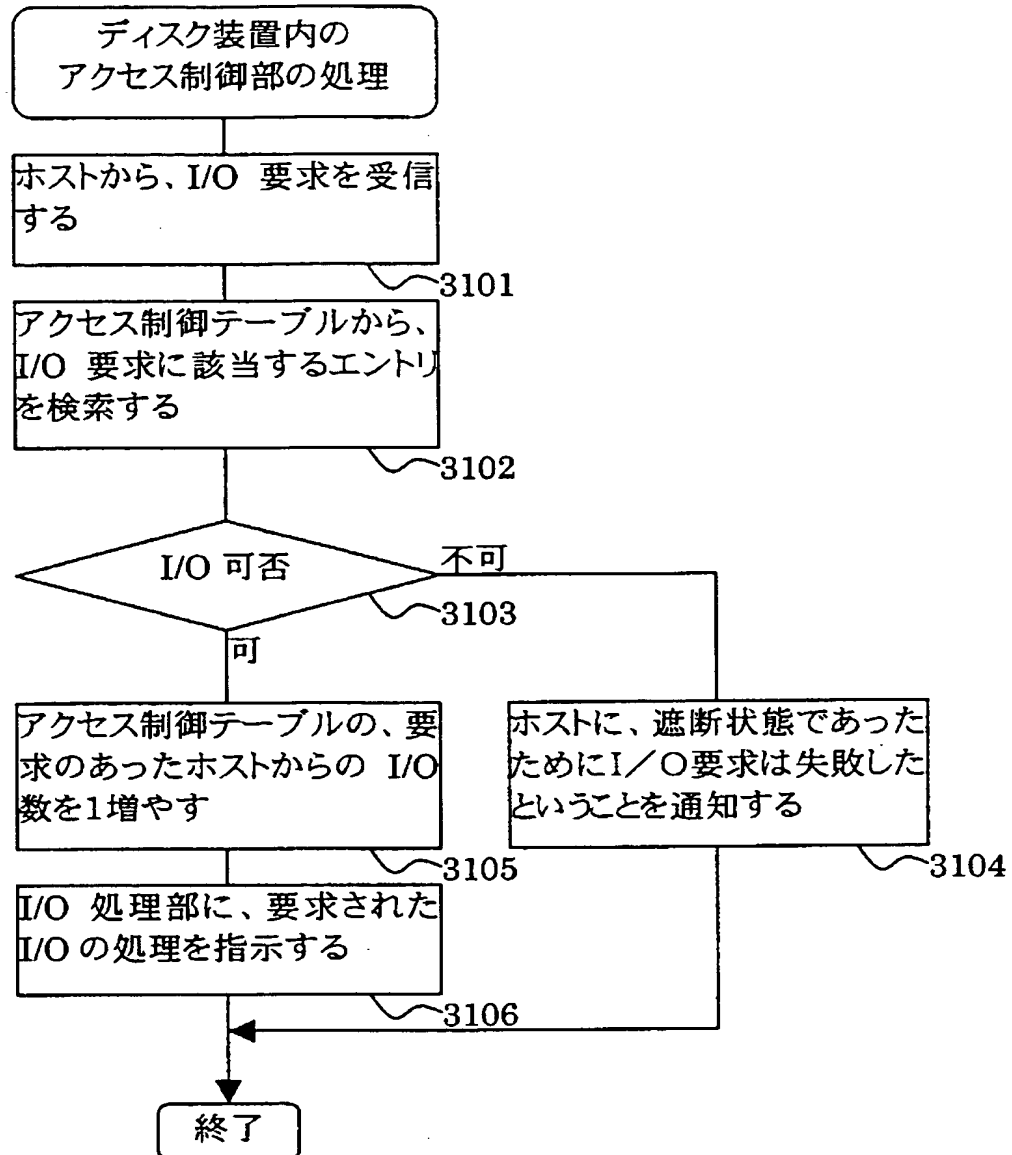 ディスク装置内の
アクセス制御部の処理
ホストから、I/O 要求を受信
する
3101
アクセス制御テーブルから、
I/O 要求に該当するエントリ
を検索する
3102
I/O 可否
不可
3103
可
アクセス制御テーブルの、要
求のあったホストからの I/O
数を1増やす
3105
ホストに、遮断状態であった
ためにI／O要求は失敗した
ということを通知する
3104
I/O 処理部に、要求された
I/O の処理を指示する
3106
終了